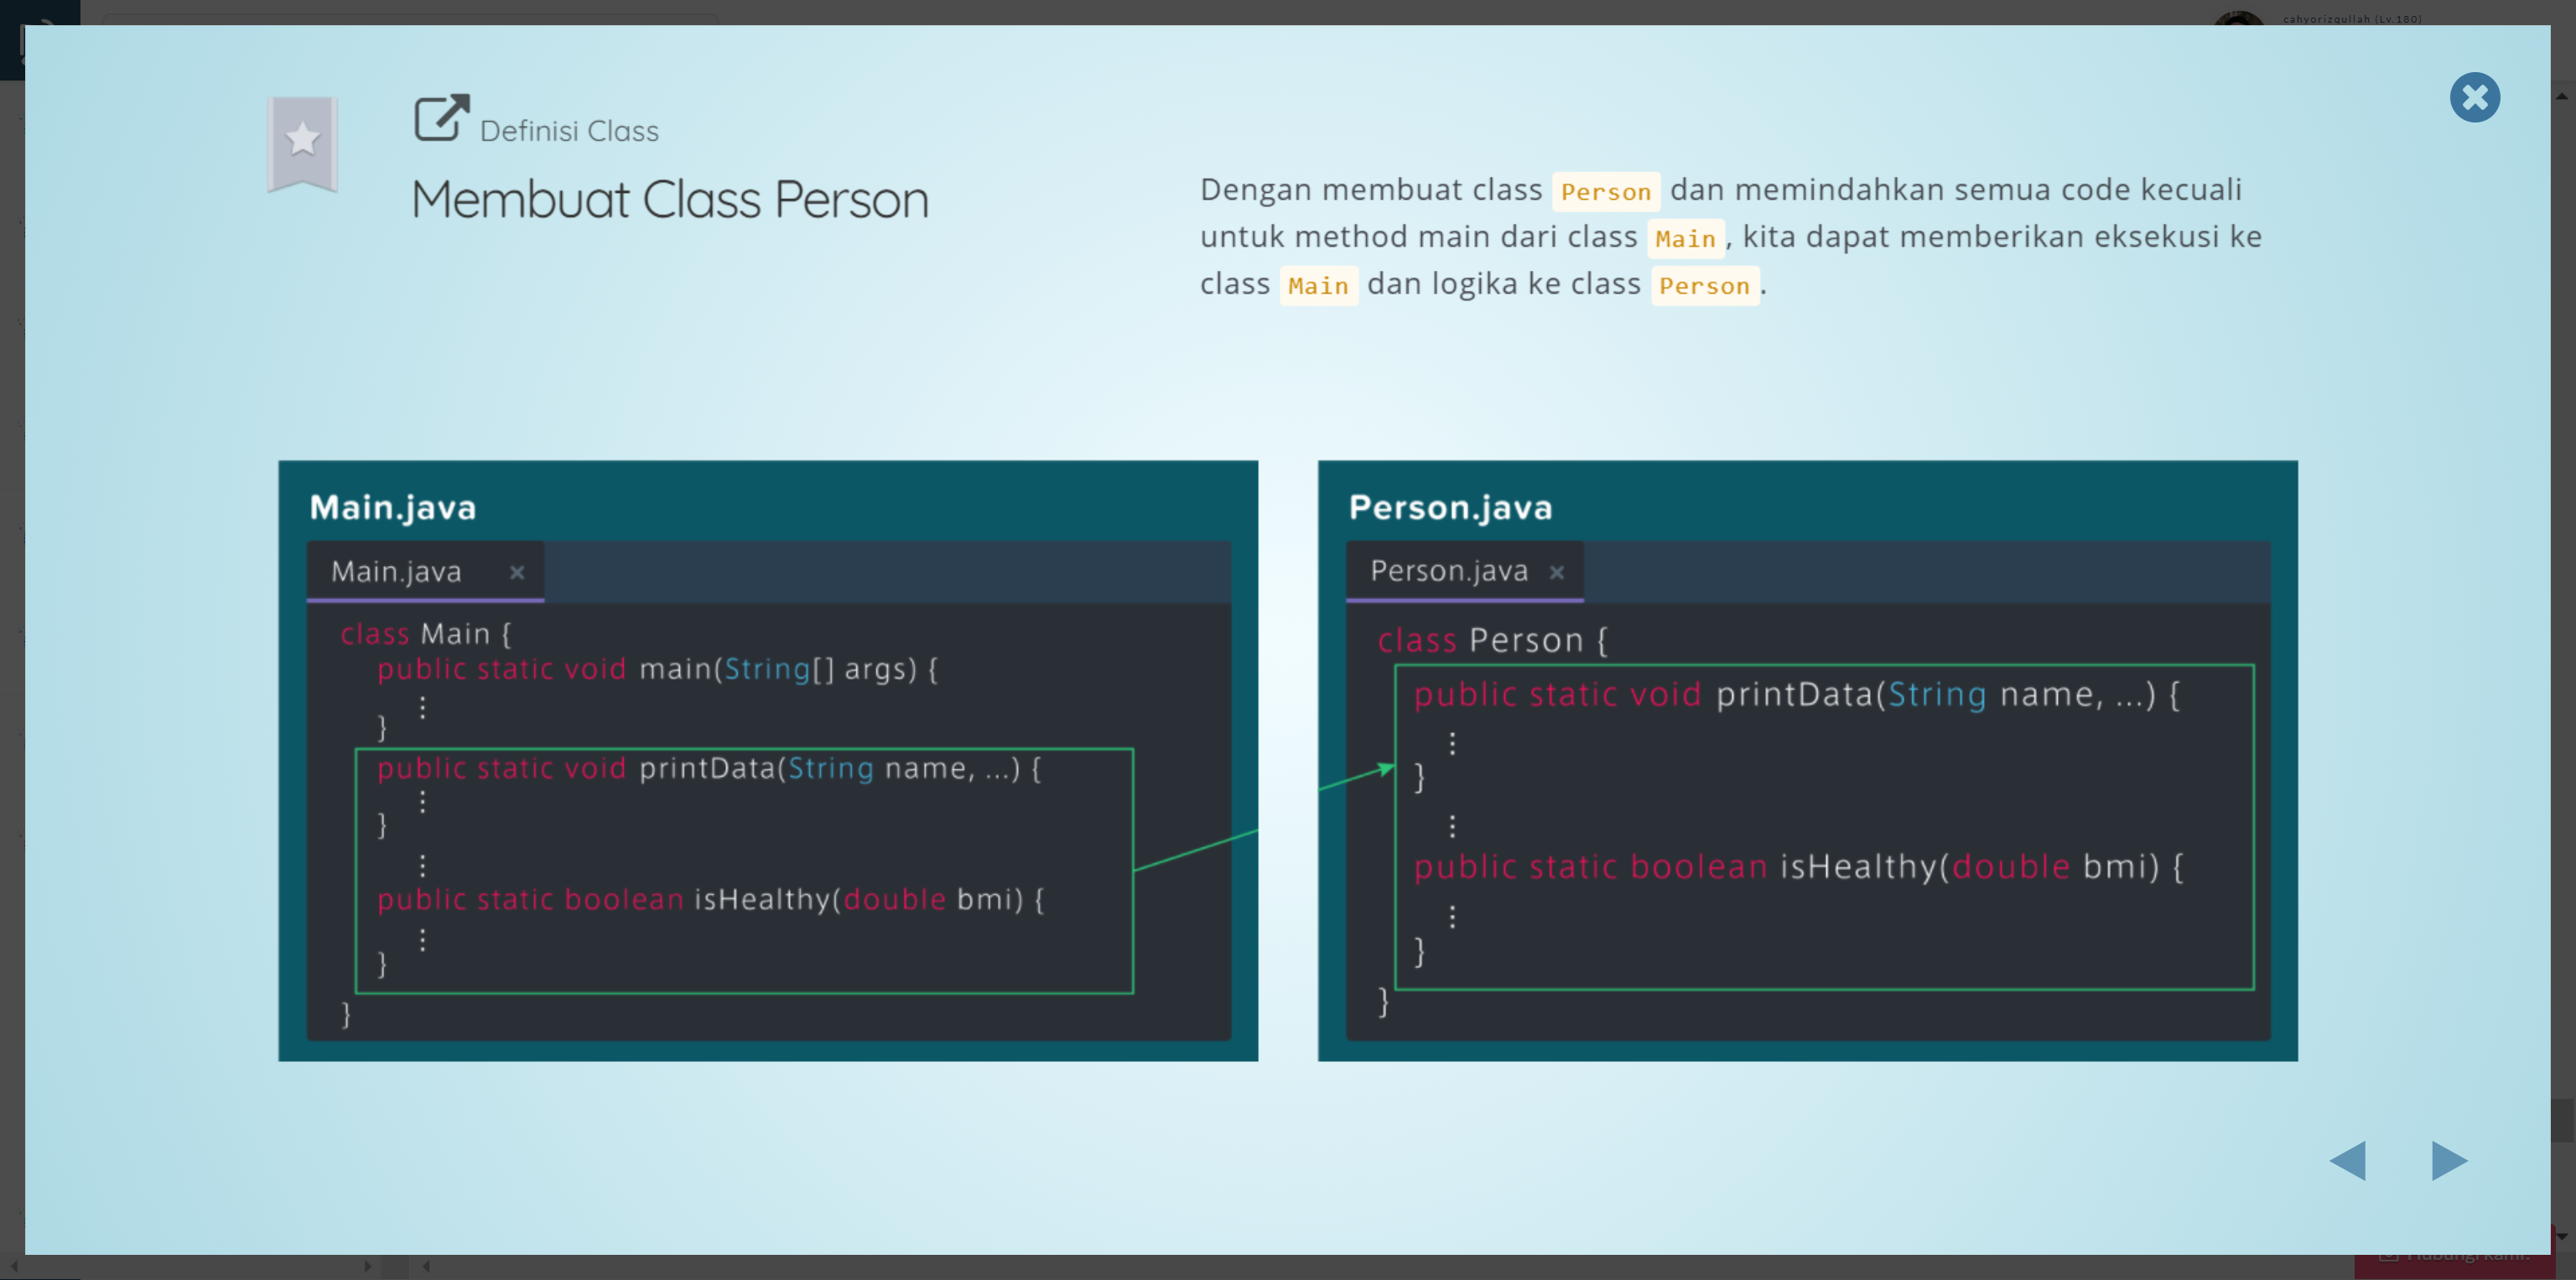 cahyorizqullah (Lv.180)
Definisi Class
Membuat Class Person
Dengan membuat class Person dan memindahkan semua code kecuali
untuk method main dari class Main, kita dapat memberikan eksekusi ke
class Main dan logika ke class Person.
Main.java
Main.java ×
class Main {
public static void main(String[] args) {
⋮
}
public static void printData(String name, ...) {
⋮
}
⋮
public static boolean isHealthy(double bmi) {
⋮
}
}
Person.java
Person.java ×
class Person {
public static void printData(String name, ...) {
⋮
}
⋮
public static boolean isHealthy(double bmi) {
⋮
}
}
Hubungi kami!